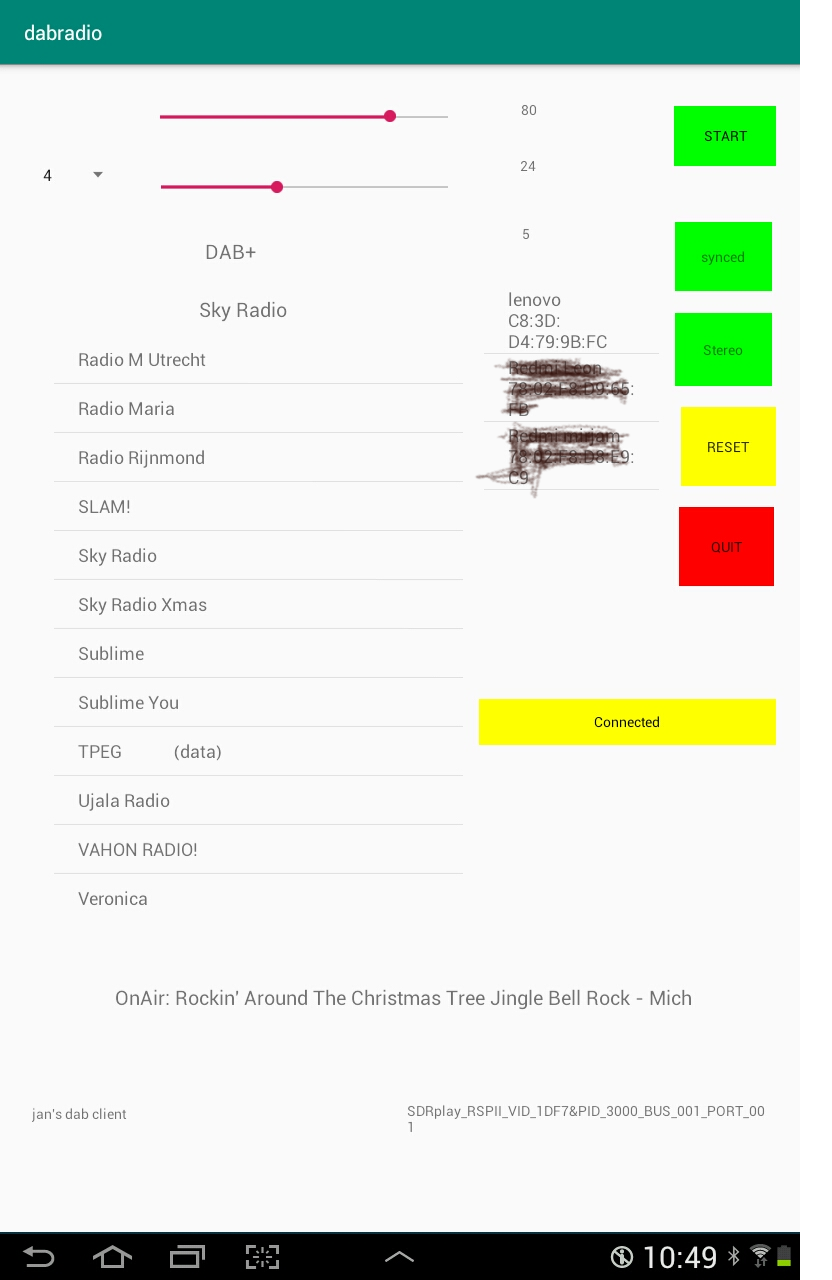 dabradio
80
START
4
24
5
synced
DAB+
Sky Radio
lenovo
C8:3D:
D4:79:9B:FC
Stereo
Radio M Utrecht
Radio Maria
Radio Rijnmond
RESET
SLAM!
Sky Radio
QUIT
Sky Radio Xmas
Sublime
Sublime You
Connected
TPEG (data)
Ujala Radio
VAHON RADIO!
Veronica
OnAir: Rockin' Around The Christmas Tree Jingle Bell Rock - Mich
jan's dab client
SDRplay_RSPII_VID_1DF7&PID_3000_BUS_001_PORT_00
1
10:49